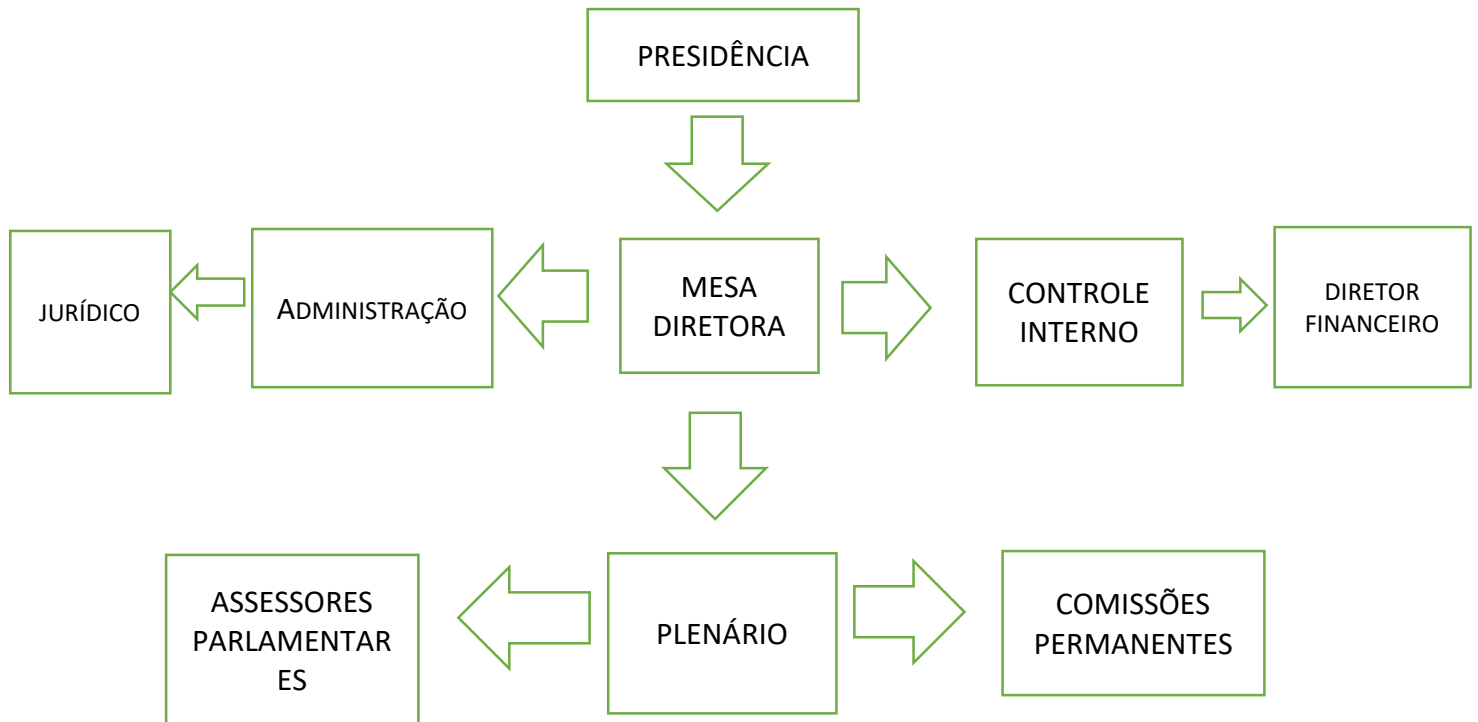 PRESIDÊNCIA
JURÍDICO
ADMINISTRAÇÃO
MESA
DIRETORA
CONTROLE
INTERNO
DIRETOR
FINANCEIRO
ASSESSORES
PARLAMENTAR
ES
PLENÁRIO
COMISSÕES
PERMANENTES